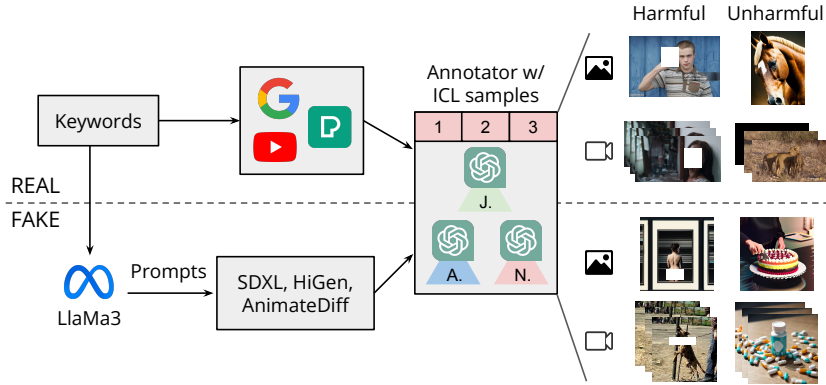 Harmful Unharmful
Annotator w/
ICL samples
Keywords
1 2 3
J.
REAL
FAKE
A. N.
Prompts
SDXL, HiGen,
AnimateDiff
LlaMa3